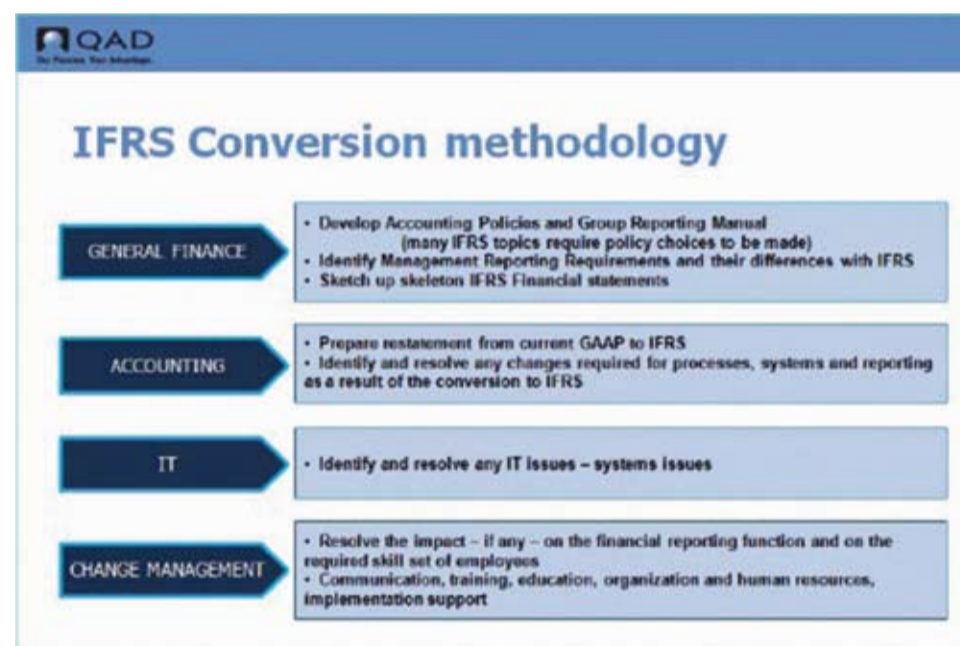 QAD
IFRS Conversion methodology
GENERAL FINANCE
• Develop Accounting Policies and Group Reporting Manual
(many IFRS topics require policy choices to be made)
• Identify Management Reporting Requirements and their differences with IFRS
• Sketch up skeleton IFRS Financial statements
ACCOUNTING
• Prepare restatement from current GAAP to IFRS
• Identify and resolve any changes required for processes, systems and reporting
as a result of the conversion to IFRS
IT
• Identify and resolve any IT issues – systems issues
CHANGE MANAGEMENT
• Resolve the impact – if any – on the financial reporting function and on the
required skill set of employees
• Communication, training, education, organization and human resources,
implementation support